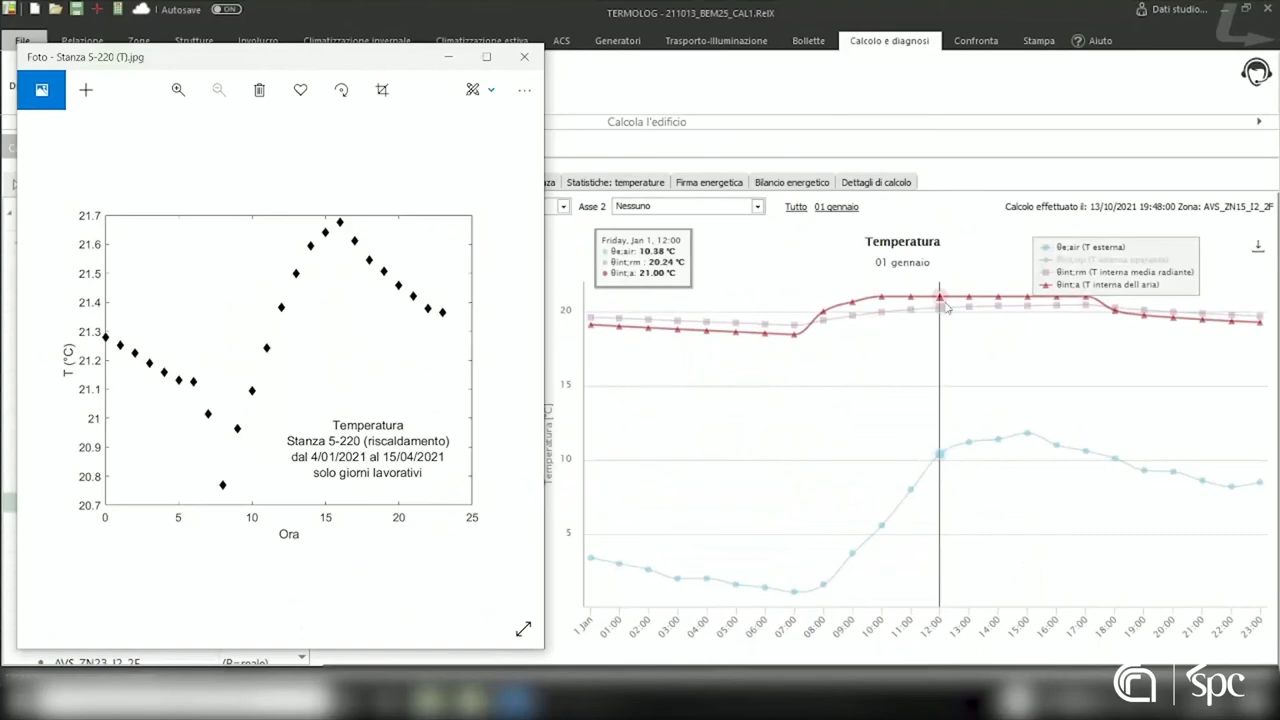 Autosave OFF
TERMOLOG - 211013_BEM25_CAL1.RelX
Dati studio...
File Relazione Zone Strutture Involucro Climatizzazione invernale Climatizzazione estiva ACS Generatori Trasporto-Illuminazione Bollette Calcolo e diagnosi Confronta Stampa Aiuto
Foto - Stanza 5-220 (T).jpg
Calcola l'edificio
Statistiche: temperature Firma energetica Bilancio energetico Dettagli di calcolo
Asse 2 Nessuno Tutto 01 gennaio Calcolo effettuato il: 13/10/2021 19:48:00 Zona: AVS_ZN15_I2_2F
21.7
21.6
21.5
21.4
21.3
21.2
21.1
21
20.9
20.8
20.7
T (°C)
0 5 10 15 20 25
Ora
Temperatura
Stanza 5-220 (riscaldamento)
dal 4/01/2021 al 15/04/2021
solo giorni lavorativi
Temperatura
01 gennaio
Friday, Jan 1, 12:00
θe;air: 10.38 °C
θint;rm : 20.24 °C
θint;a: 21.00 °C
θe;air (T esterna)
θint;op (T interna operante)
θint;rm (T interna media radiante)
θint;a (T interna dell aria)
Temperatura [°C]
20
15
10
5
1 Jan 01:00 02:00 03:00 04:00 05:00 06:00 07:00 08:00 09:00 10:00 11:00 12:00 13:00 14:00 15:00 16:00 17:00 18:00 19:00 20:00 21:00 22:00 23:00
AVS_ZN23_I2_2F (R=reale)
spc